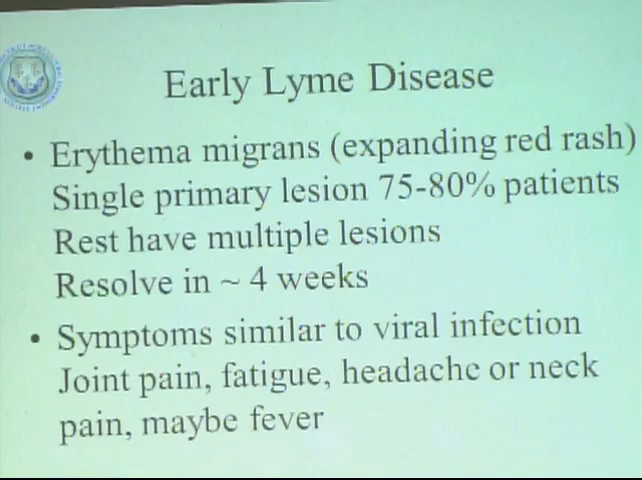 Early Lyme Disease
• Erythema migrans (expanding red rash)
Single primary lesion 75-80% patients
Rest have multiple lesions
Resolve in ~ 4 weeks
• Symptoms similar to viral infection
Joint pain, fatigue, headache or neck
pain, maybe fever